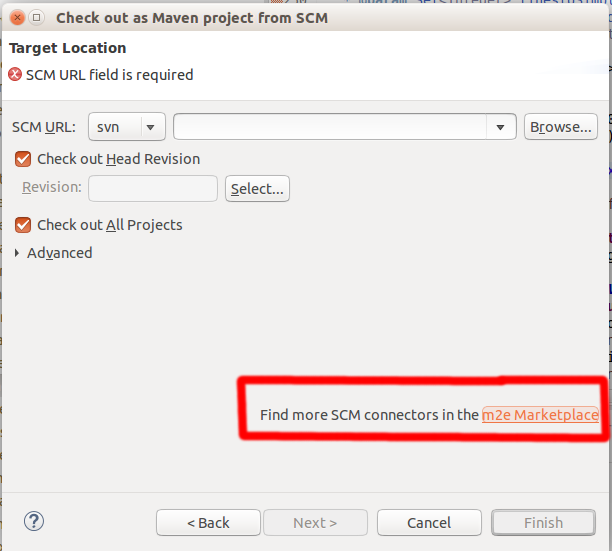 Check out as Maven project from SCM
Target Location
SCM URL field is required
SCM URL: svn Browse...
Check out Head Revision
Revision: Select...
Check out All Projects
Advanced
Find more SCM connectors in the m2e Marketplace
? < Back Next > Cancel Finish